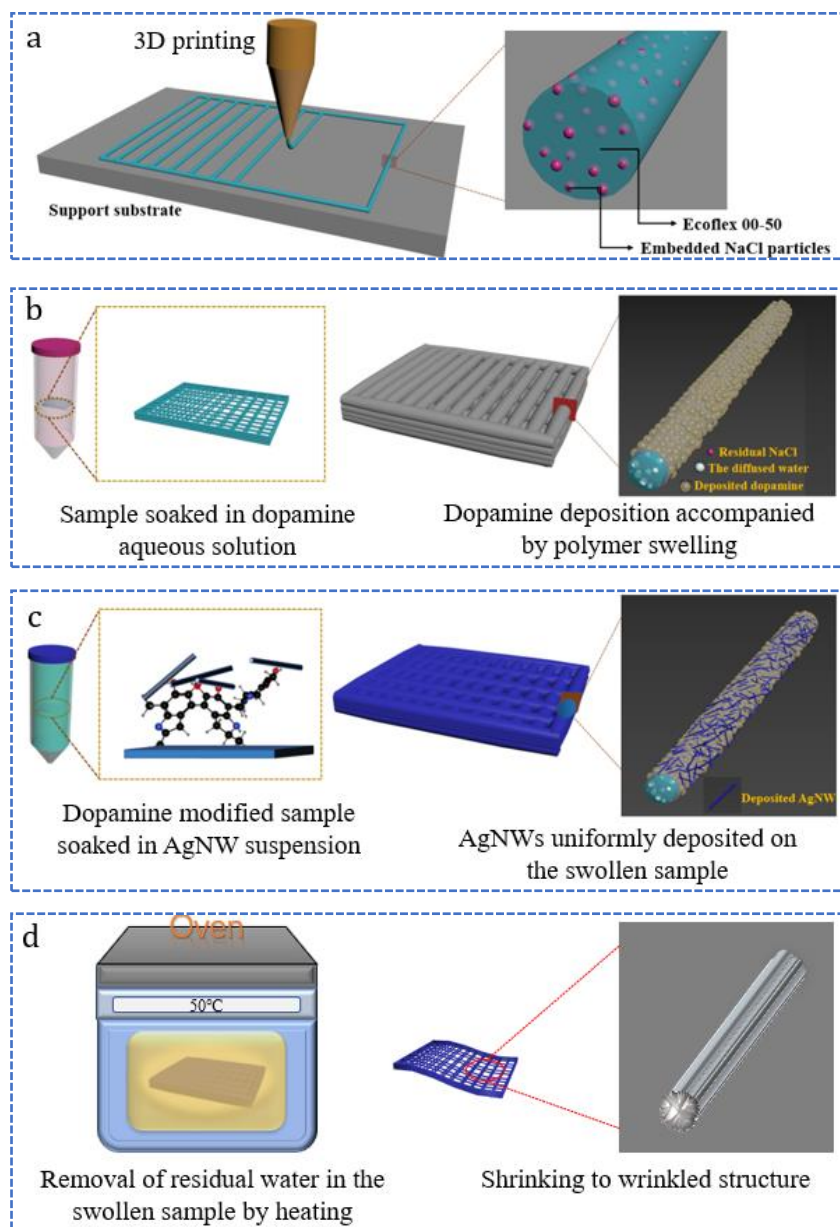 a
3D printing
Support substrate
Ecoflex 00-50
Embedded NaCl particles
b
Residual NaCl
The diffused water
Deposited dopamine
Sample soaked in dopamine
aqueous solution
Dopamine deposition accompanied
by polymer swelling
c
Deposited AgNW
Dopamine modified sample
soaked in AgNW suspension
AgNWs uniformly deposited on
the swollen sample
d
Oven
50°C
Removal of residual water in the
swollen sample by heating
Shrinking to wrinkled structure